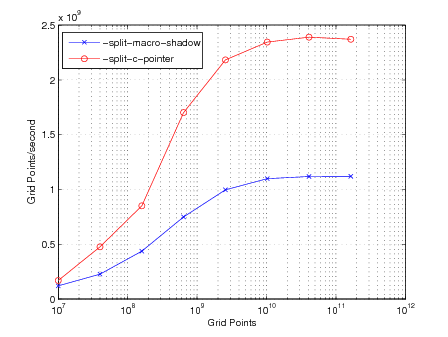 x 10^9
2.5
2
1.5
1
0.5
0
-split-macro-shadow
-split-c-pointer
Grid Points/second
10^7
10^8
10^9
10^10
10^11
10^12
Grid Points